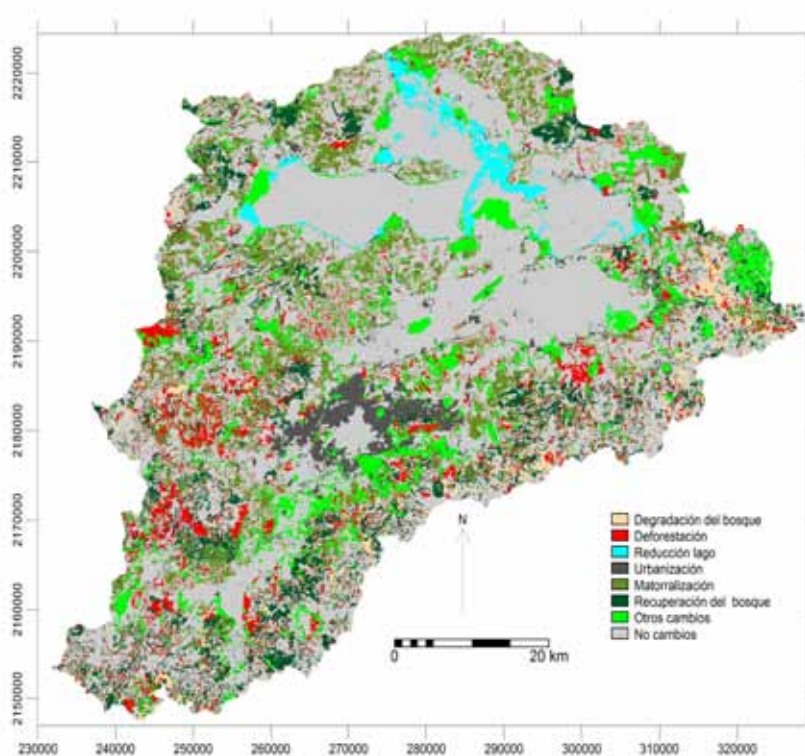 2220000
2210000
2200000
2190000
2180000
2170000
2160000
2150000
N
Degradación del bosque
Deforestación
Reducción lago
Urbanización
Matorralización
Recuperación del bosque
Otros cambios
No cambios
0 20 km
230000 240000 250000 260000 270000 280000 290000 300000 310000 320000